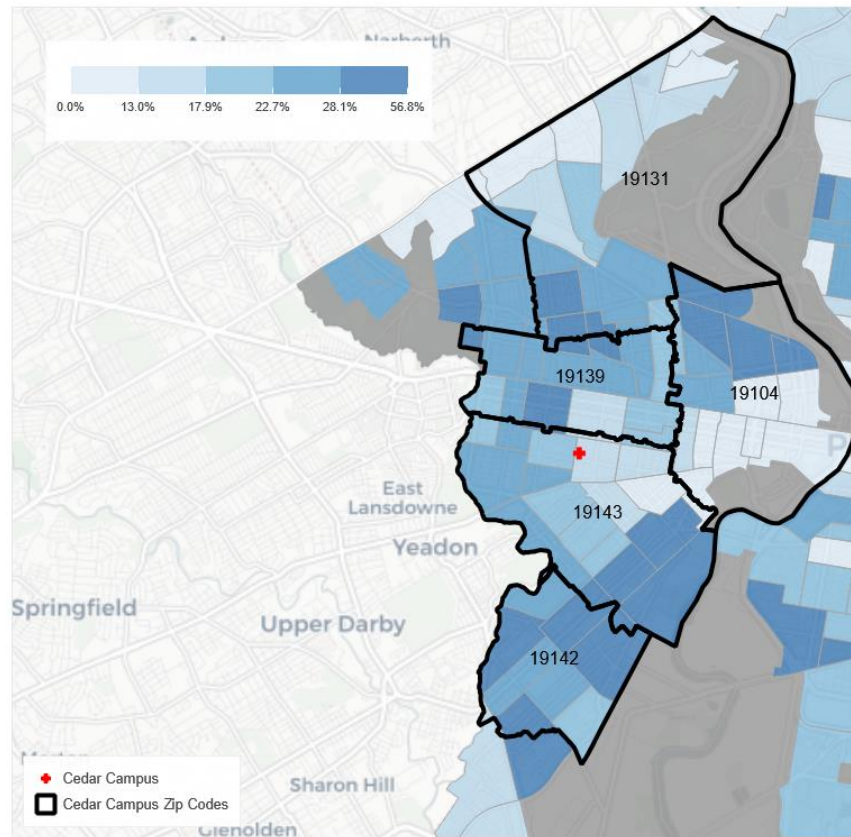 Narberth
0.0% 13.0% 17.9% 22.7% 28.1% 56.8%
19131
19139
19104
East
Lansdowne
19143
Yeadon
Springfield
Upper Darby
19142
Cedar Campus
Sharon Hill
Cedar Campus Zip Codes
Glenolden